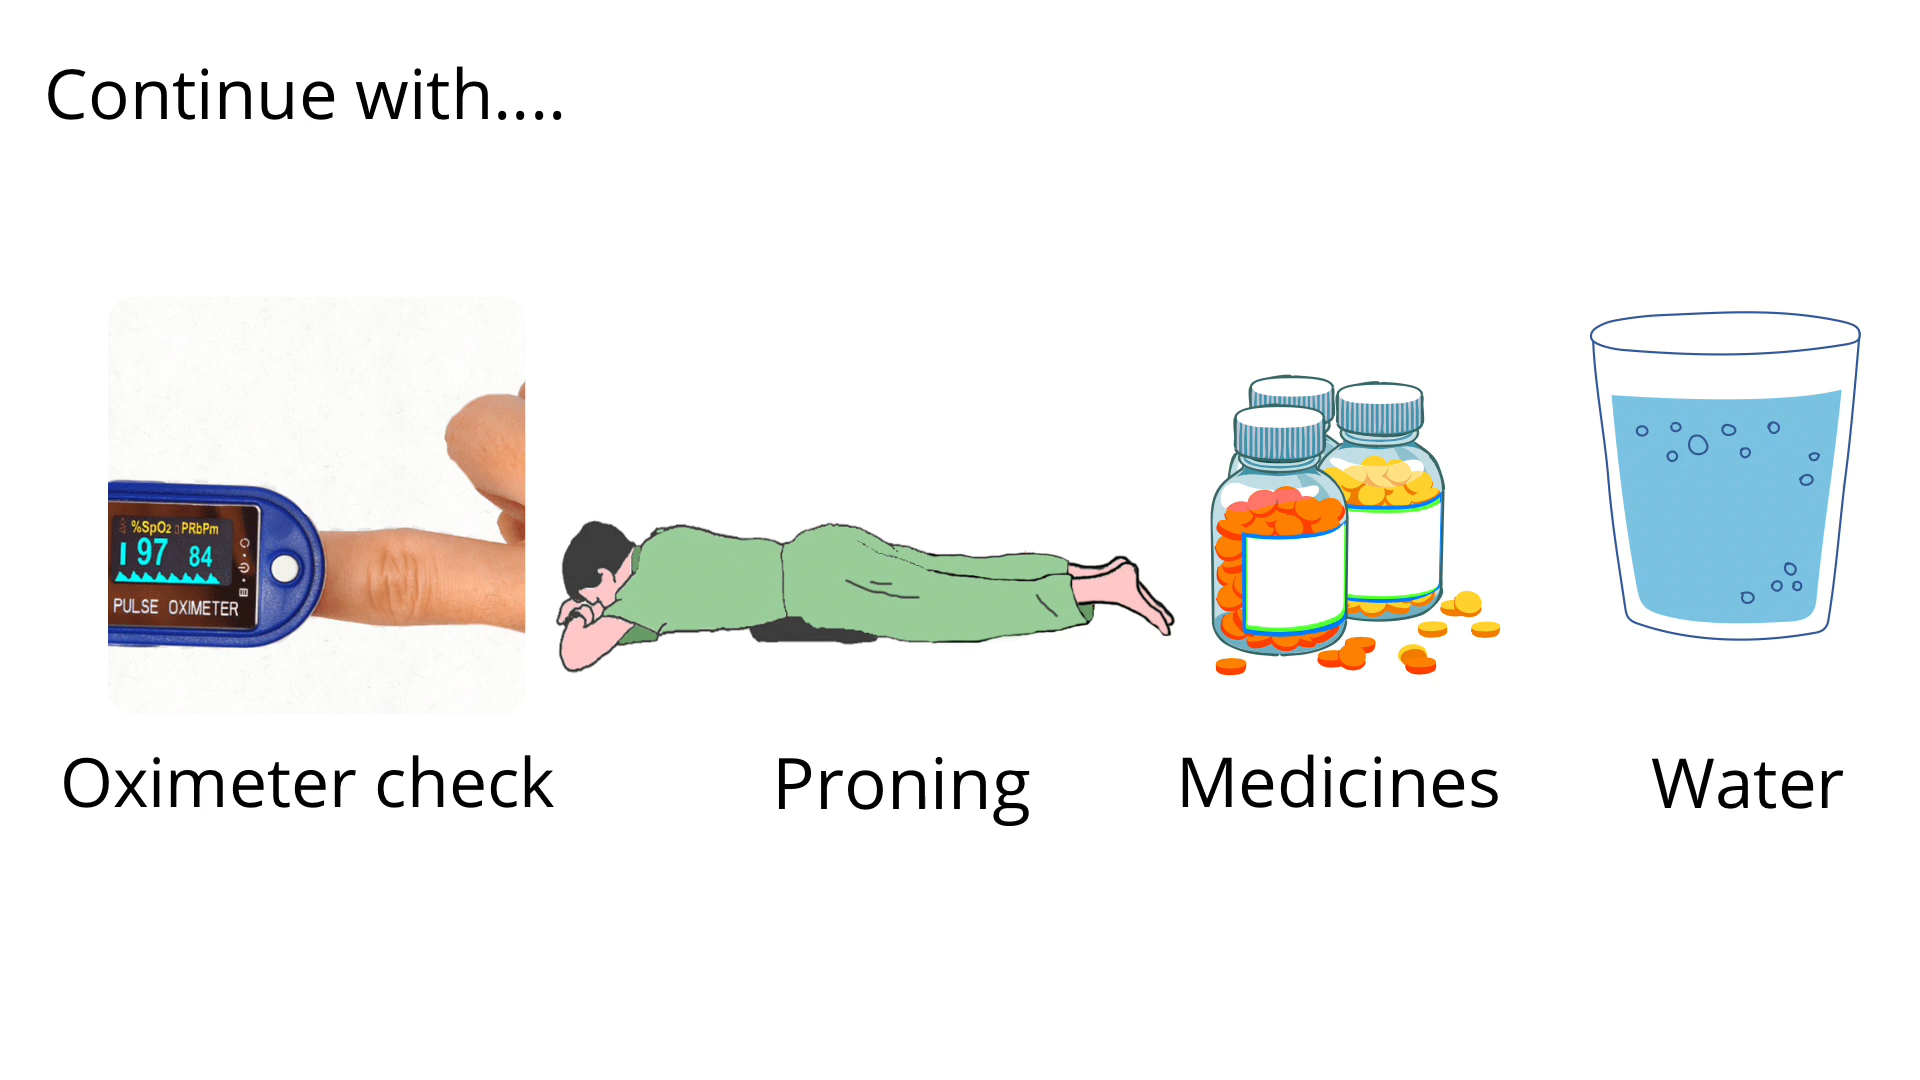 Continue with....
%SpO2 PRbPm
97 84
PULSE OXIMETER
Oximeter check
Proning
Medicines
Water